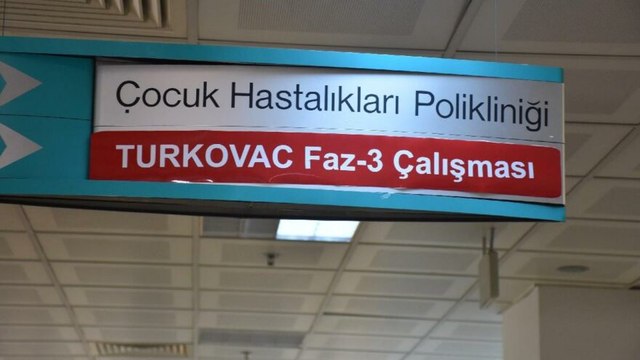 Çocuk Hastalıkları Polikliniği
TURKOVAC Faz-3 Çalışması